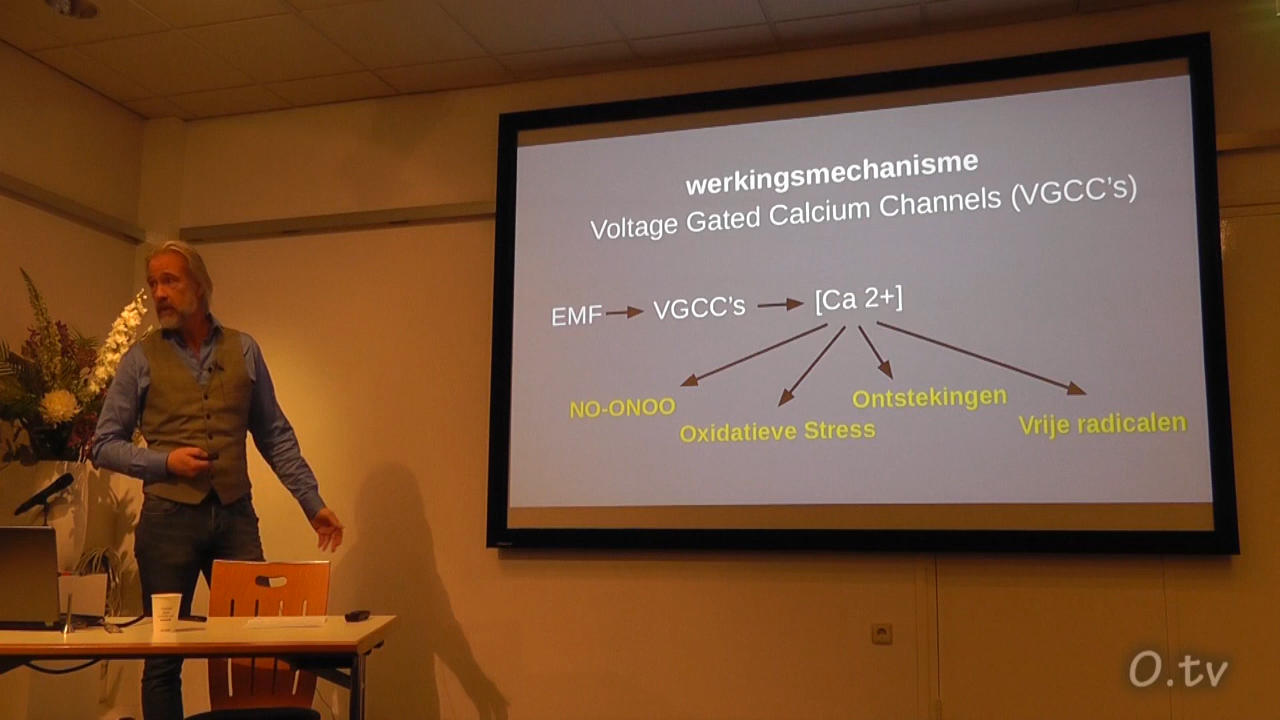 werkingsmechanisme
Voltage Gated Calcium Channels (VGCC's)
EMF VGCC's [Ca 2+]
NO-ONOO
Oxidatieve Stress
Ontstekingen
Vrije radicalen
O.tv